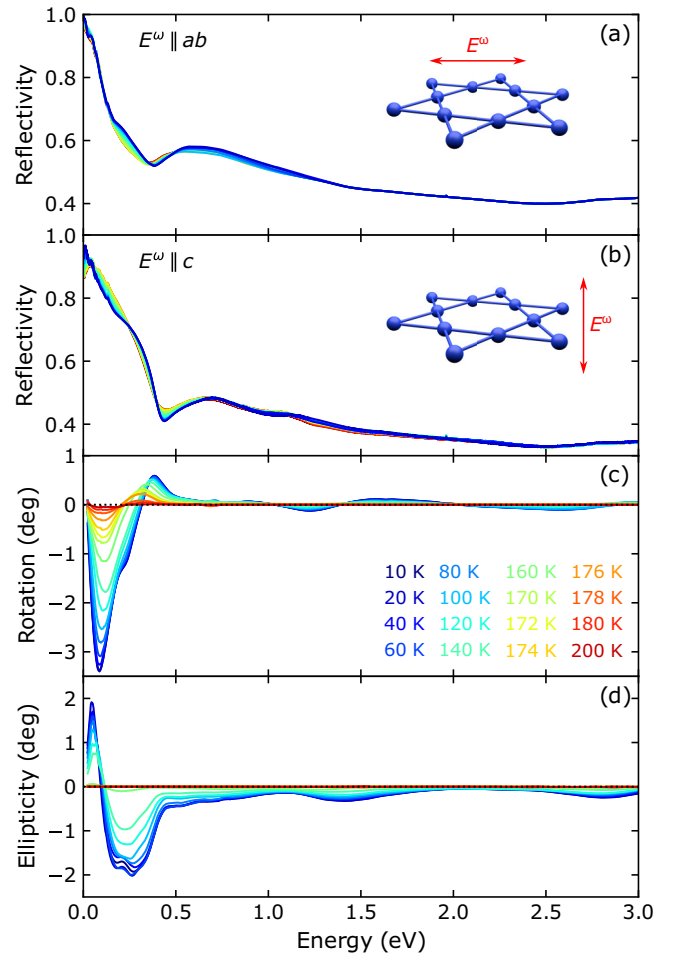 1.0
0.8
0.6
0.4
Reflectivity
E^ω ∥ ab
E^ω
(a)
1.0
0.8
0.6
0.4
Reflectivity
E^ω ∥ c
E^ω
(b)
1
0
−1
−2
−3
Rotation (deg)
(c)
10 K 80 K 160 K 176 K
20 K 100 K 170 K 178 K
40 K 120 K 172 K 180 K
60 K 140 K 174 K 200 K
2
1
0
−1
−2
Ellipticity (deg)
(d)
0.0 0.5 1.0 1.5 2.0 2.5 3.0
Energy (eV)